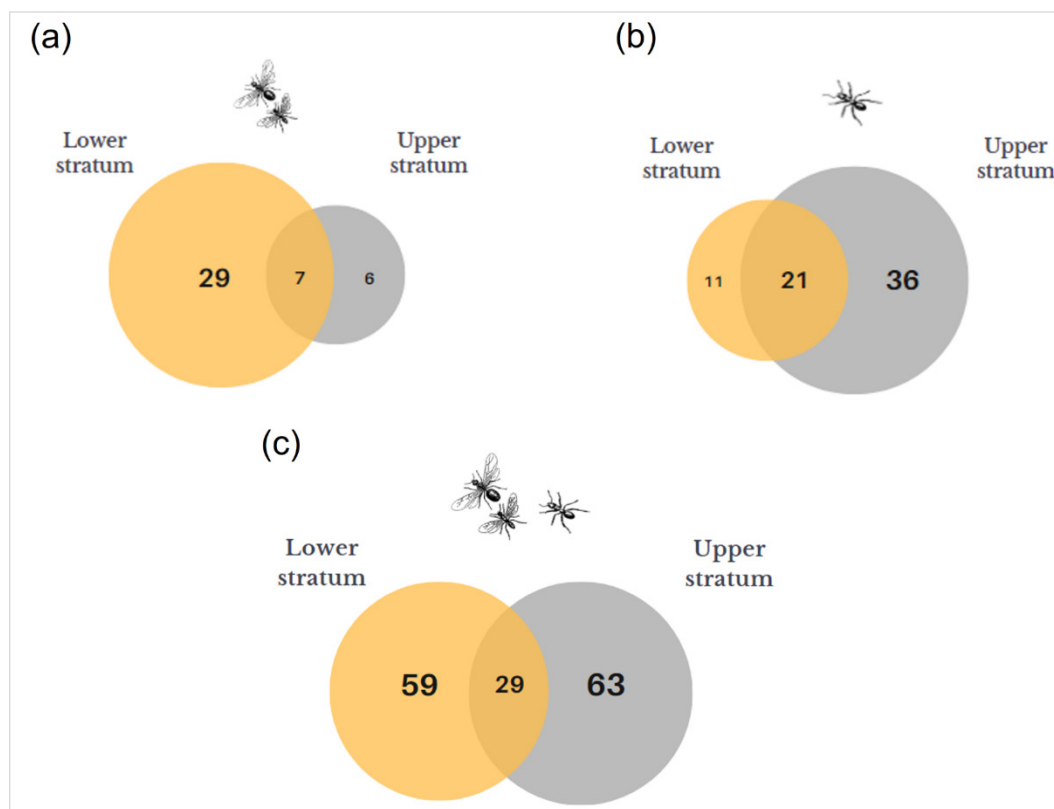 (a)
Lower
stratum
Upper
stratum
29
7
6
(b)
Lower
stratum
Upper
stratum
11
21
36
(c)
Lower
stratum
Upper
stratum
59
29
63